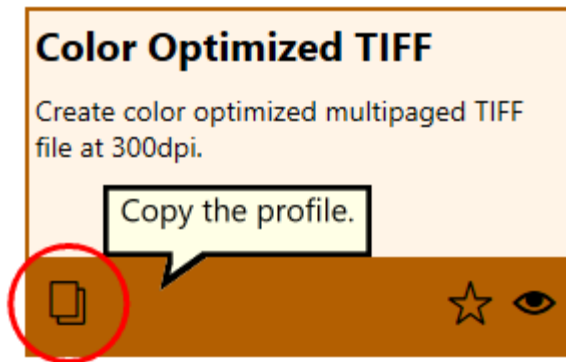 Color Optimized TIFF
Create color optimized multipaged TIFF
file at 300dpi.
Copy the profile.